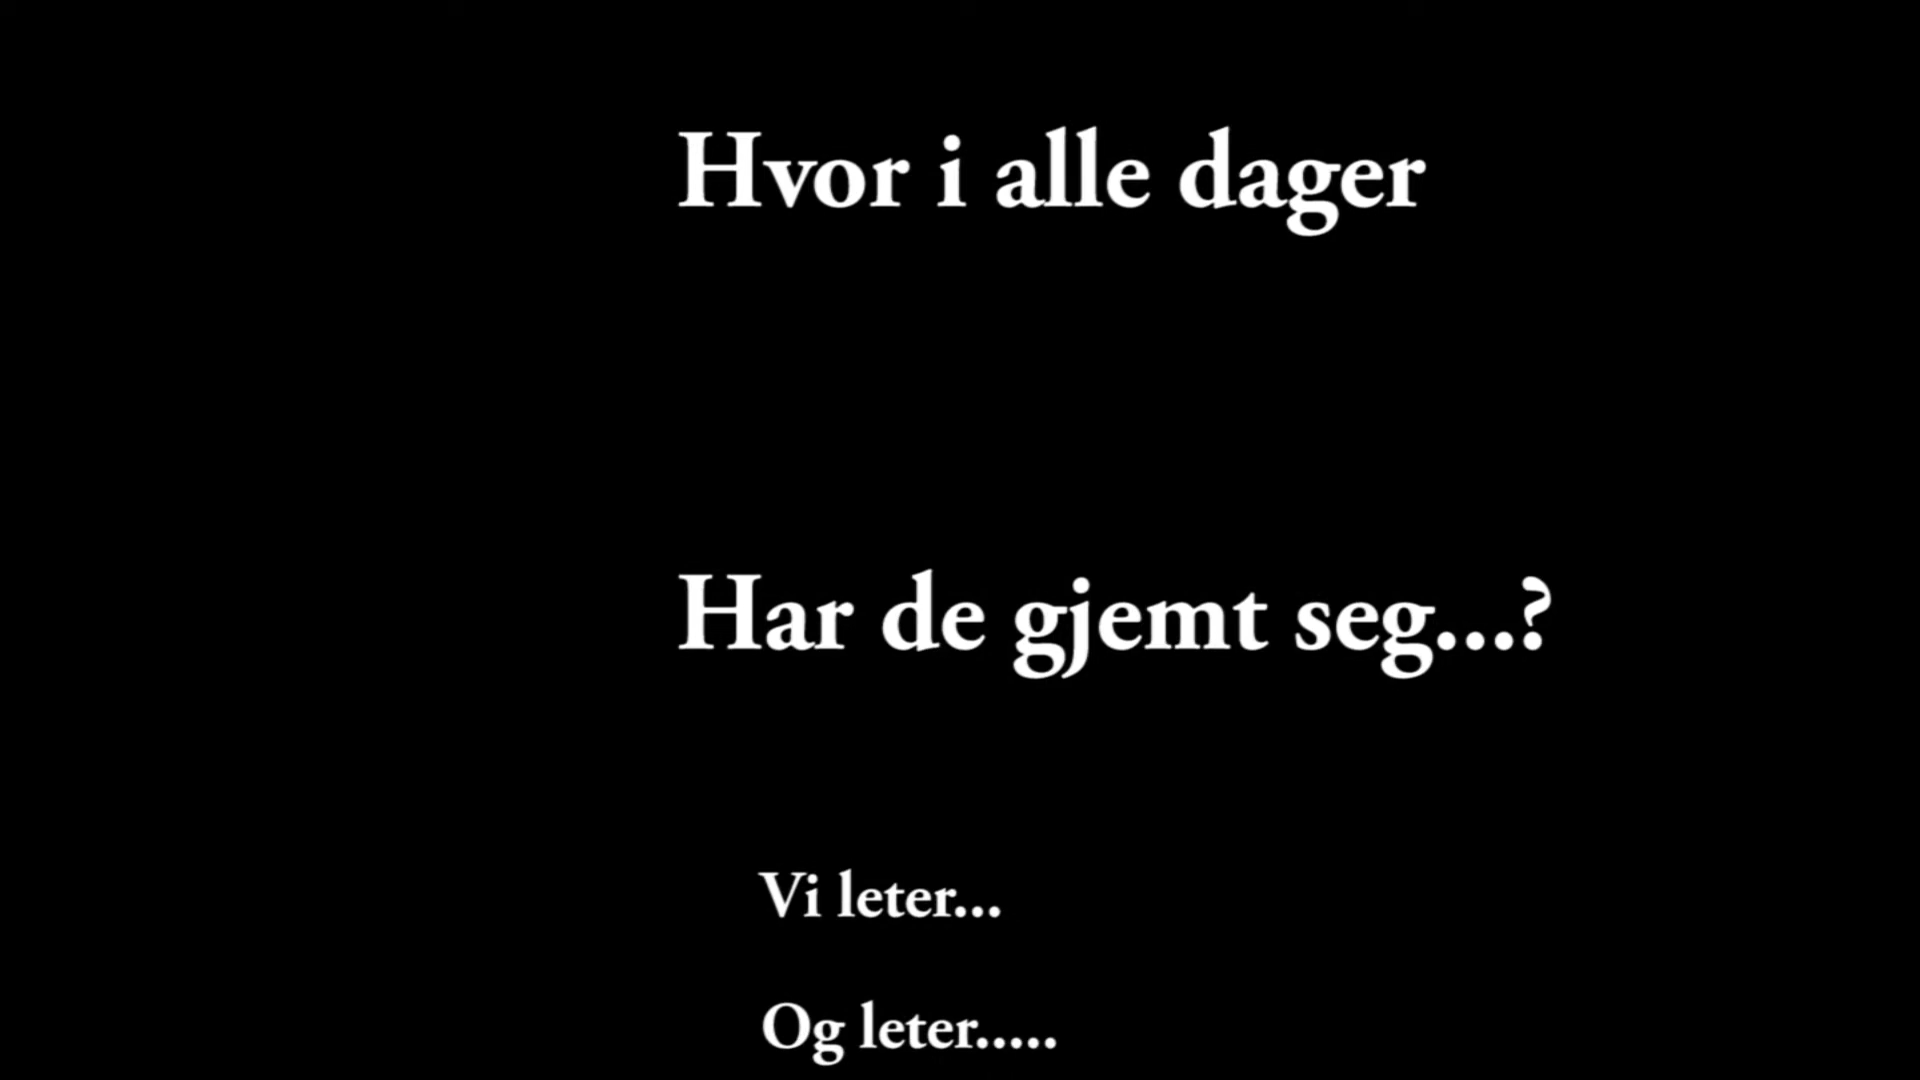 Hvor i alle dager
Har de gjemt seg...?
Vi leter...
Og leter.....